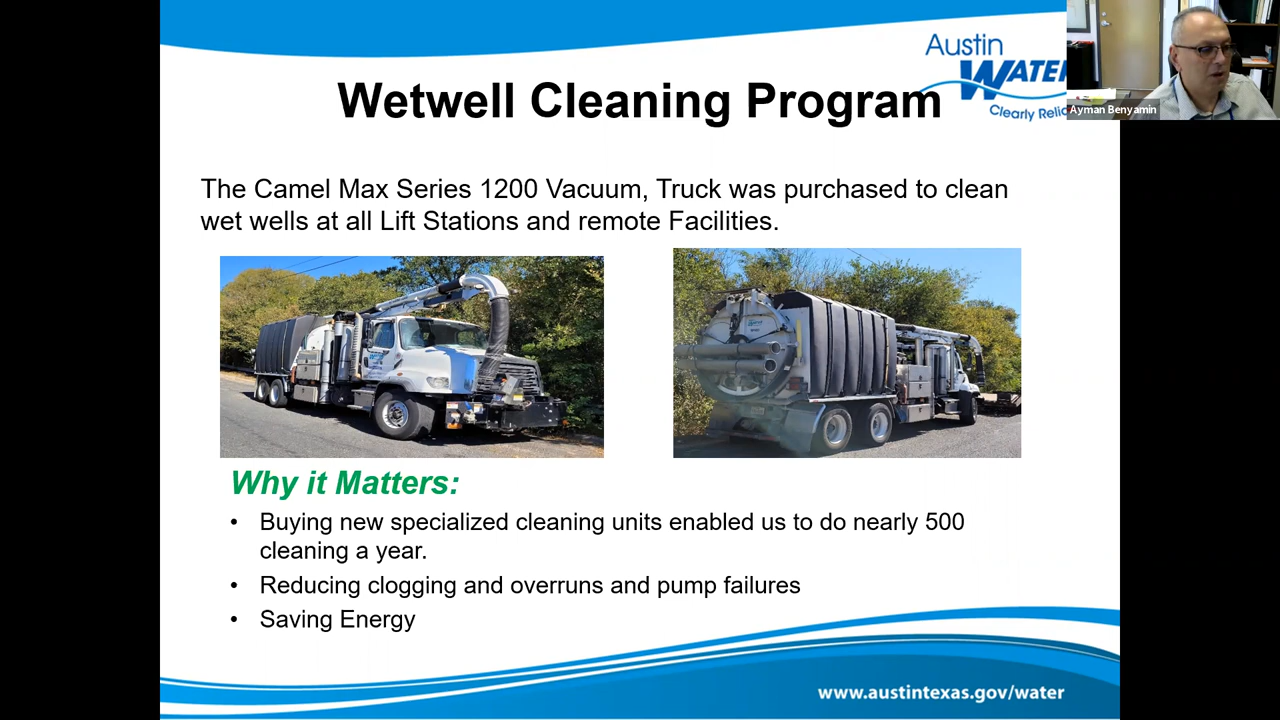 Austin
WATER
Clearly Relia
Ayman Benyamin
Wetwell Cleaning Program
The Camel Max Series 1200 Vacuum, Truck was purchased to clean
wet wells at all Lift Stations and remote Facilities.
Why it Matters:
• Buying new specialized cleaning units enabled us to do nearly 500
cleaning a year.
• Reducing clogging and overruns and pump failures
• Saving Energy
www.austintexas.gov/water